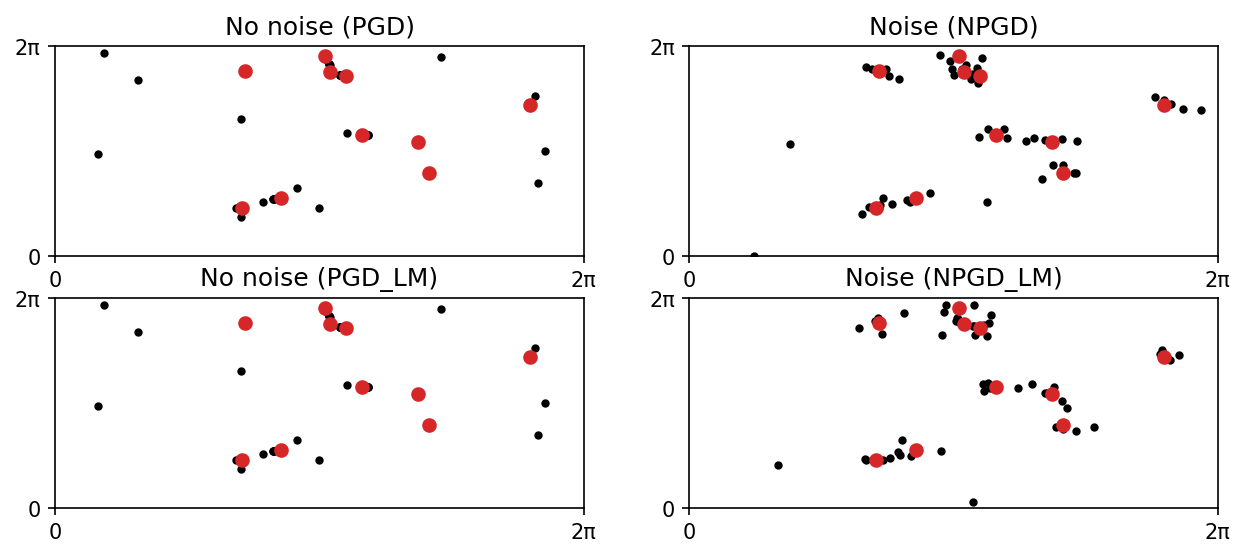 No noise (PGD)
Noise (NPGD)
2π
2π
0
0
0
2π
0
2π
No noise (PGD_LM)
Noise (NPGD_LM)
2π
2π
0
0
0
2π
0
2π